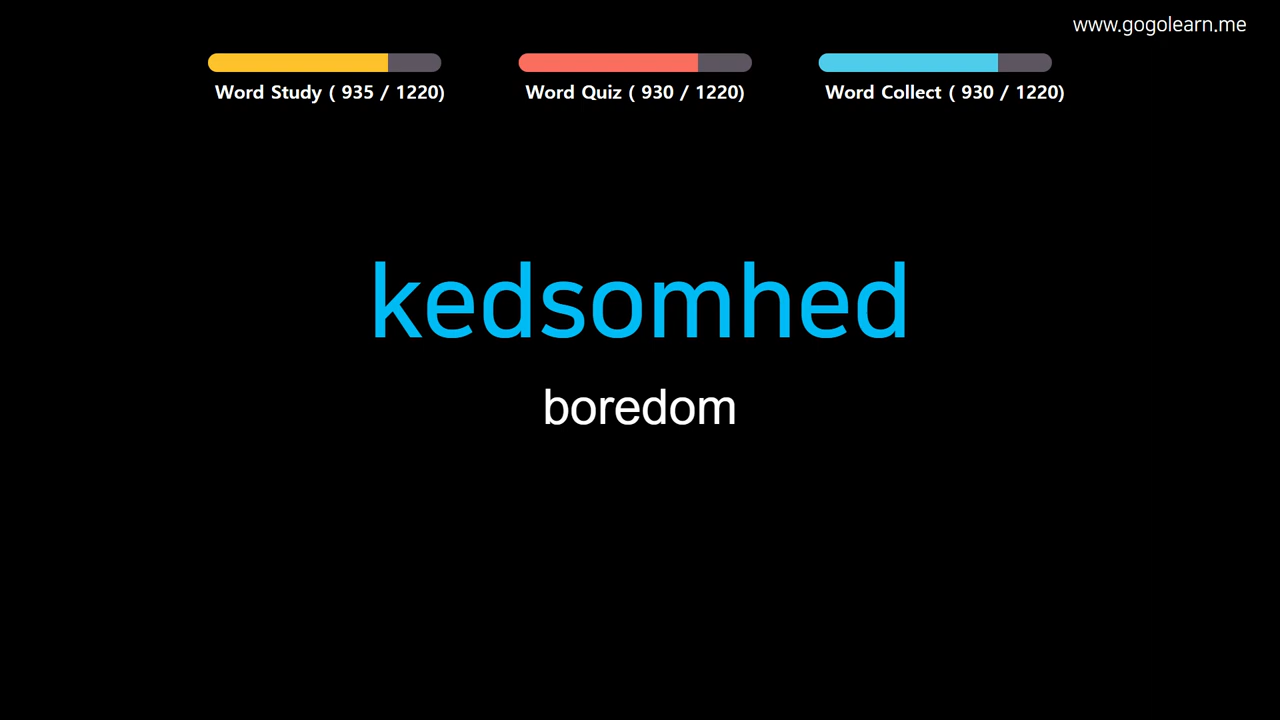 www.gogolearn.me
Word Study ( 935 / 1220)
Word Quiz ( 930 / 1220)
Word Collect ( 930 / 1220)
kedsomhed
boredom